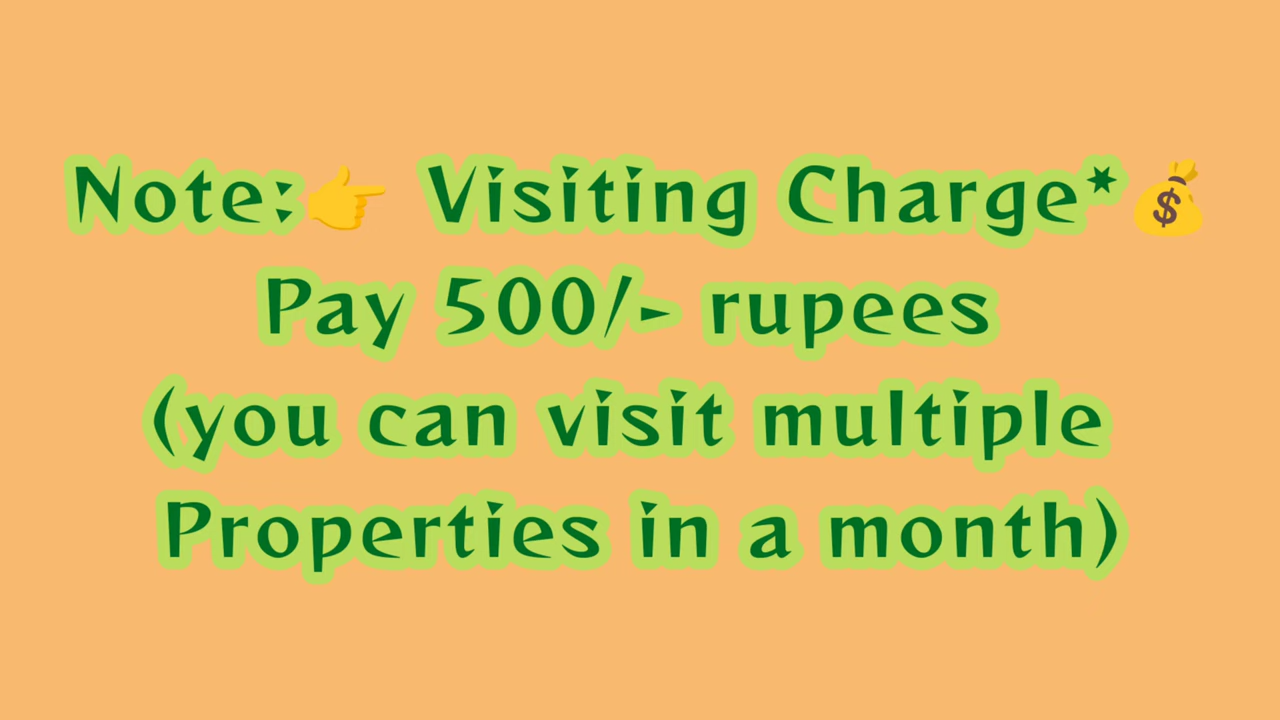 Note:👉 Visiting Charge*💰
Pay 500/- rupees
(you can visit multiple
Properties in a month)